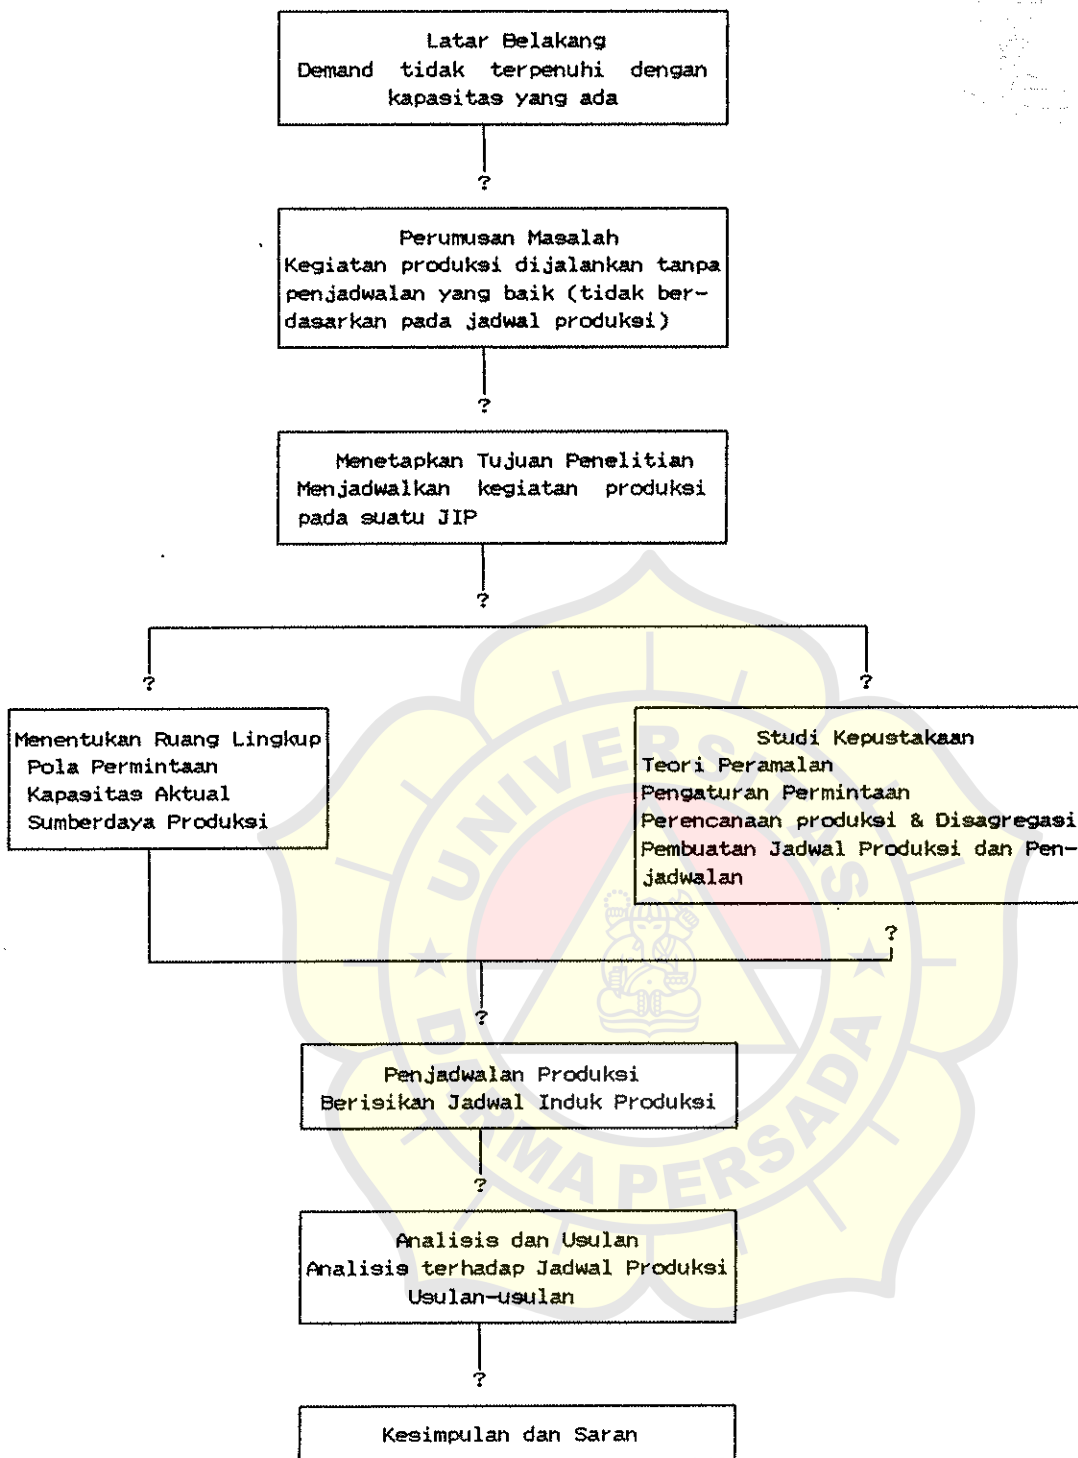 Latar Belakang
Demand tidak terpenuhi dengan
kapasitas yang ada
?
Perumusan Masalah
Kegiatan produksi dijalankan tanpa
penjadwalan yang baik (tidak ber-
dasarkan pada jadwal produksi)
?
Menetapkan Tujuan Penelitian
Menjadwalkan kegiatan produksi
pada suatu JIP
?
?
?
Menentukan Ruang Lingkup
Pola Permintaan
Kapasitas Aktual
Sumberdaya Produksi
Studi Kepustakaan
Teori Peramalan
Pengaturan Permintaan
Perencanaan produksi & Disagregasi
Pembuatan Jadwal Produksi dan Pen-
jadwalan
?
?
Penjadwalan Produksi
Berisikan Jadwal Induk Produksi
?
Analisis dan Usulan
Analisis terhadap Jadwal Produksi
Usulan-usulan
?
Kesimpulan dan Saran
UNIVERSITAS
DARMA PERSADA